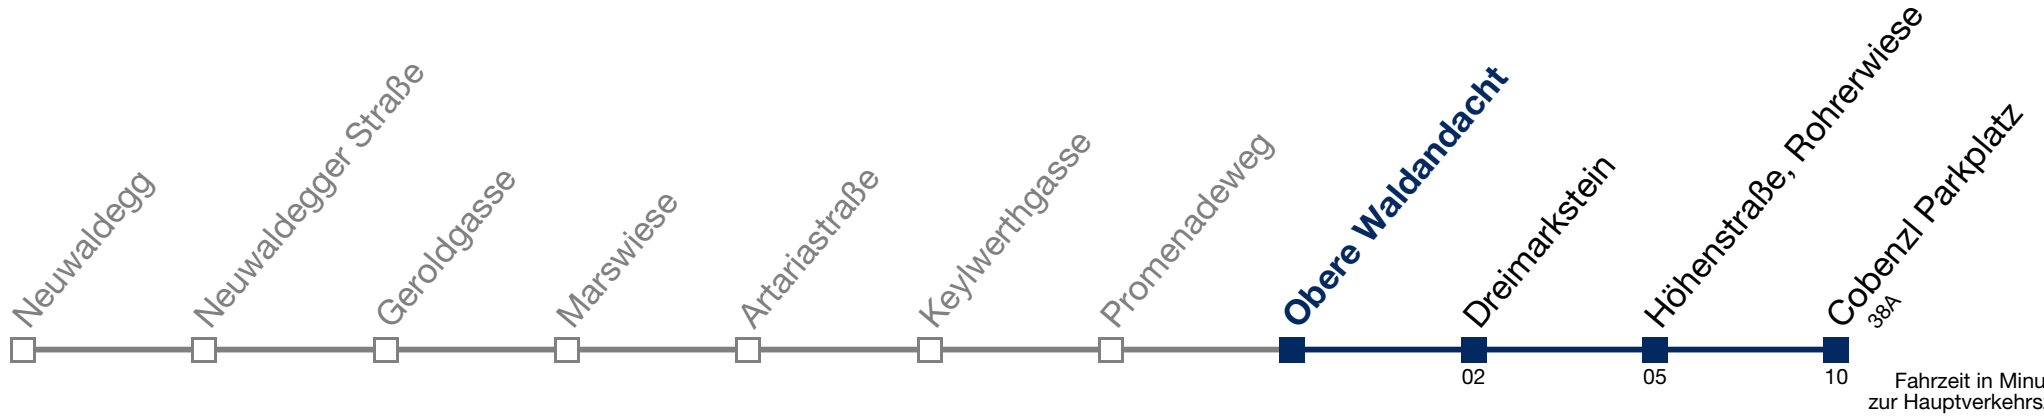 Neuwaldegg
Neuwaldegger Straße
Geroldgasse
Marswiese
Artariastraße
Keylwerthgasse
Promenadeweg
Obere Waldandacht
Dreimarkstein
Höhenstraße, Rohrerwiese
Cobenzl Parkplatz
38A
02
05
10
Fahrzeit in Minu
zur Hauptverkehrs